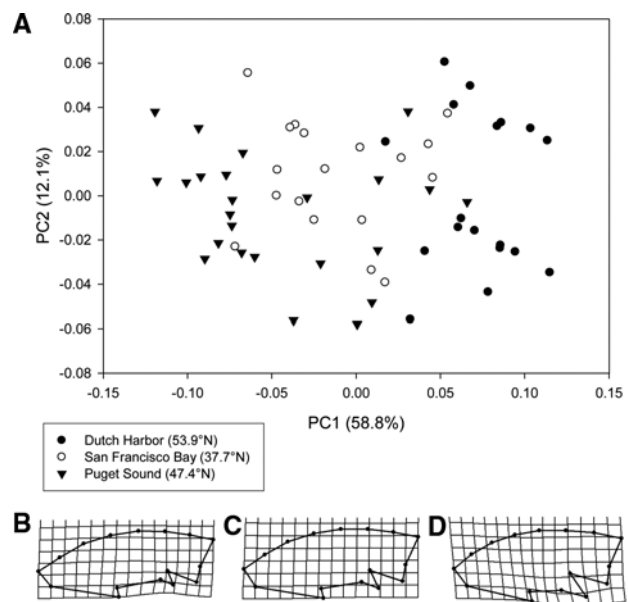 A
0.08
0.06
0.04
0.02
0.00
-0.02
-0.04
-0.06
-0.08
PC2 (12.1%)
-0.15 -0.10 -0.05 0.00 0.05 0.10 0.15
PC1 (58.8%)
Dutch Harbor (53.9°N)
San Francisco Bay (37.7°N)
Puget Sound (47.4°N)
B C D